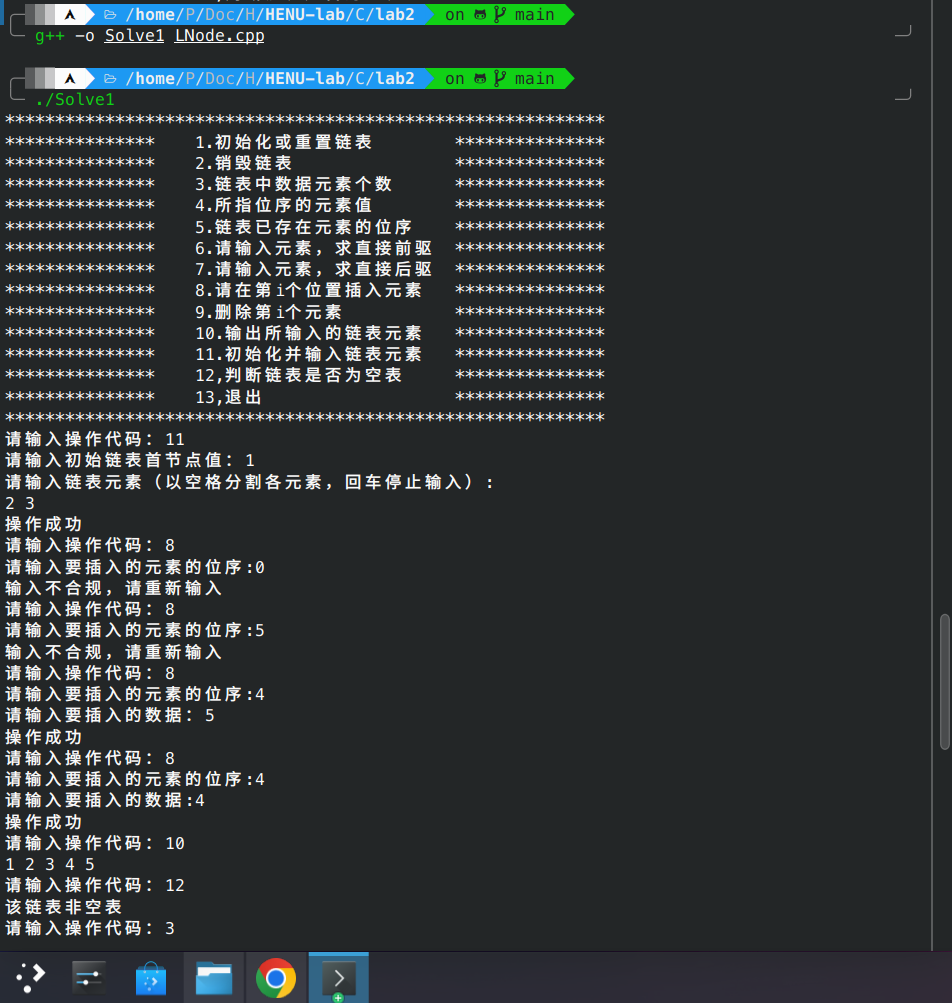 /home/P/Doc/H/HENU-lab/C/lab2 on main
g++ -o Solve1 LNode.cpp
/home/P/Doc/H/HENU-lab/C/lab2 on main
./Solve1
************************************************************
*************** 1.初始化或重置链表 ***************
*************** 2.销毁链表 ***************
*************** 3.链表中数据元素个数 ***************
*************** 4.所指位序的元素值 ***************
*************** 5.链表已存在元素的位序 ***************
*************** 6.请输入元素，求直接前驱 ***************
*************** 7.请输入元素，求直接后驱 ***************
*************** 8.请在第i个位置插入元素 ***************
*************** 9.删除第i个元素 ***************
*************** 10.输出所输入的链表元素 ***************
*************** 11.初始化并输入链表元素 ***************
*************** 12,判断链表是否为空表 ***************
*************** 13,退出 ***************
************************************************************
请输入操作代码：11
请输入初始链表首节点值：1
请输入链表元素（以空格分割各元素，回车停止输入）:
2 3
操作成功
请输入操作代码：8
请输入要插入的元素的位序:0
输入不合规，请重新输入
请输入操作代码：8
请输入要插入的元素的位序:5
输入不合规，请重新输入
请输入操作代码：8
请输入要插入的元素的位序:4
请输入要插入的数据：5
操作成功
请输入操作代码：8
请输入要插入的元素的位序:4
请输入要插入的数据:4
操作成功
请输入操作代码：10
1 2 3 4 5
请输入操作代码：12
该链表非空表
请输入操作代码：3